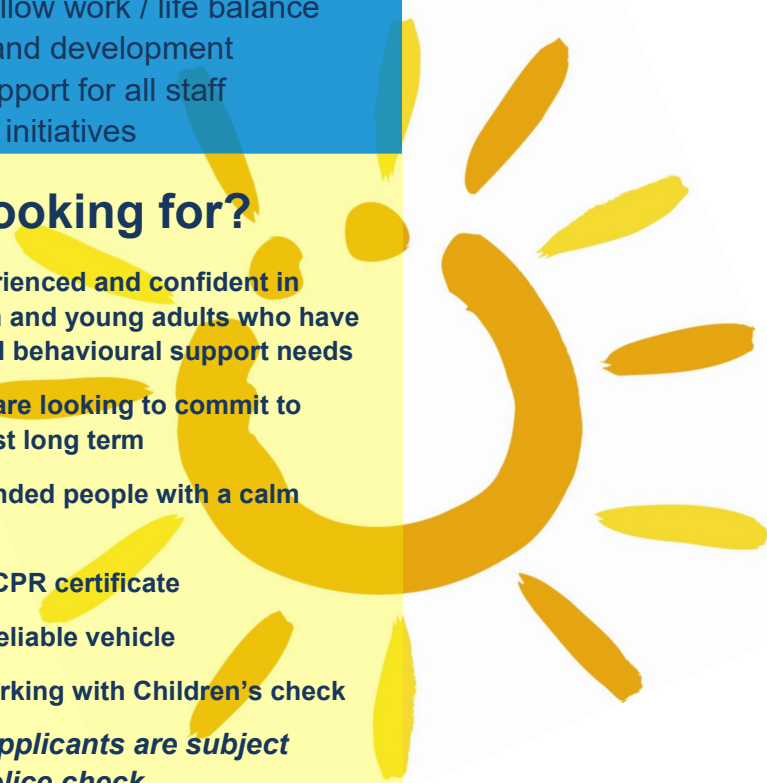 llow work / life balance
and development
pport for all staff
initiatives
ooking for?
rienced and confident in
and young adults who have
behavioural support needs
are looking to commit to
st long term
nded people with a calm
CPR certificate
eliable vehicle
rking with Children's check
pplicants are subject
olice check